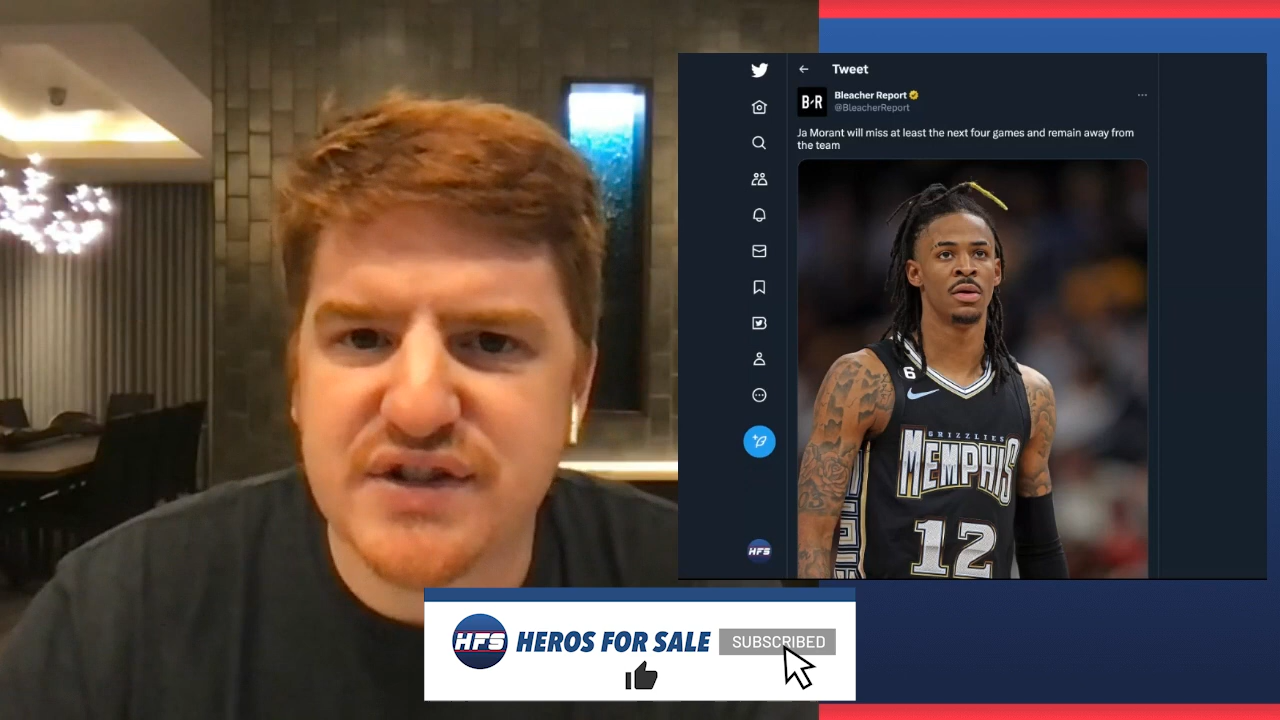 Tweet
B/R
Bleacher Report
@BleacherReport
Ja Morant will miss at least the next four games and remain away from
the team
6
GRIZZLIES
MEMPHIS
12
HFS
HFS
HEROS FOR SALE
SUBSCRIBED